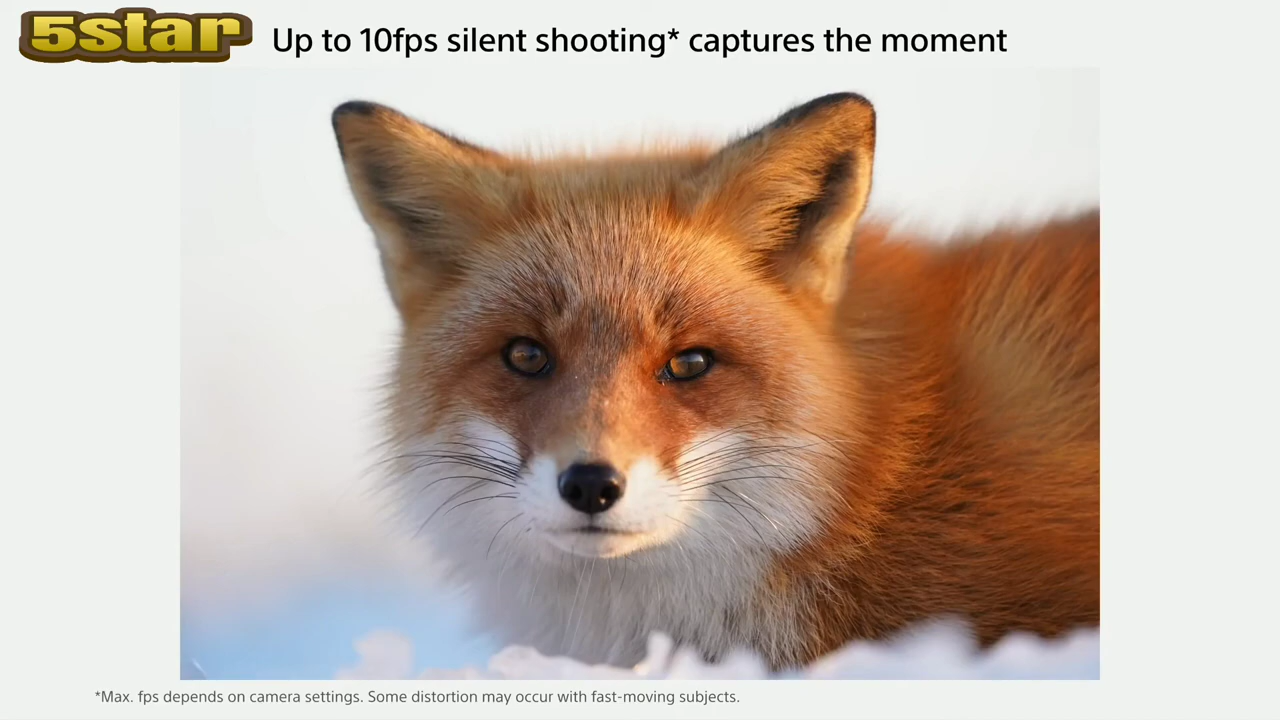 5star
Up to 10fps silent shooting* captures the moment
*Max. fps depends on camera settings. Some distortion may occur with fast-moving subjects.